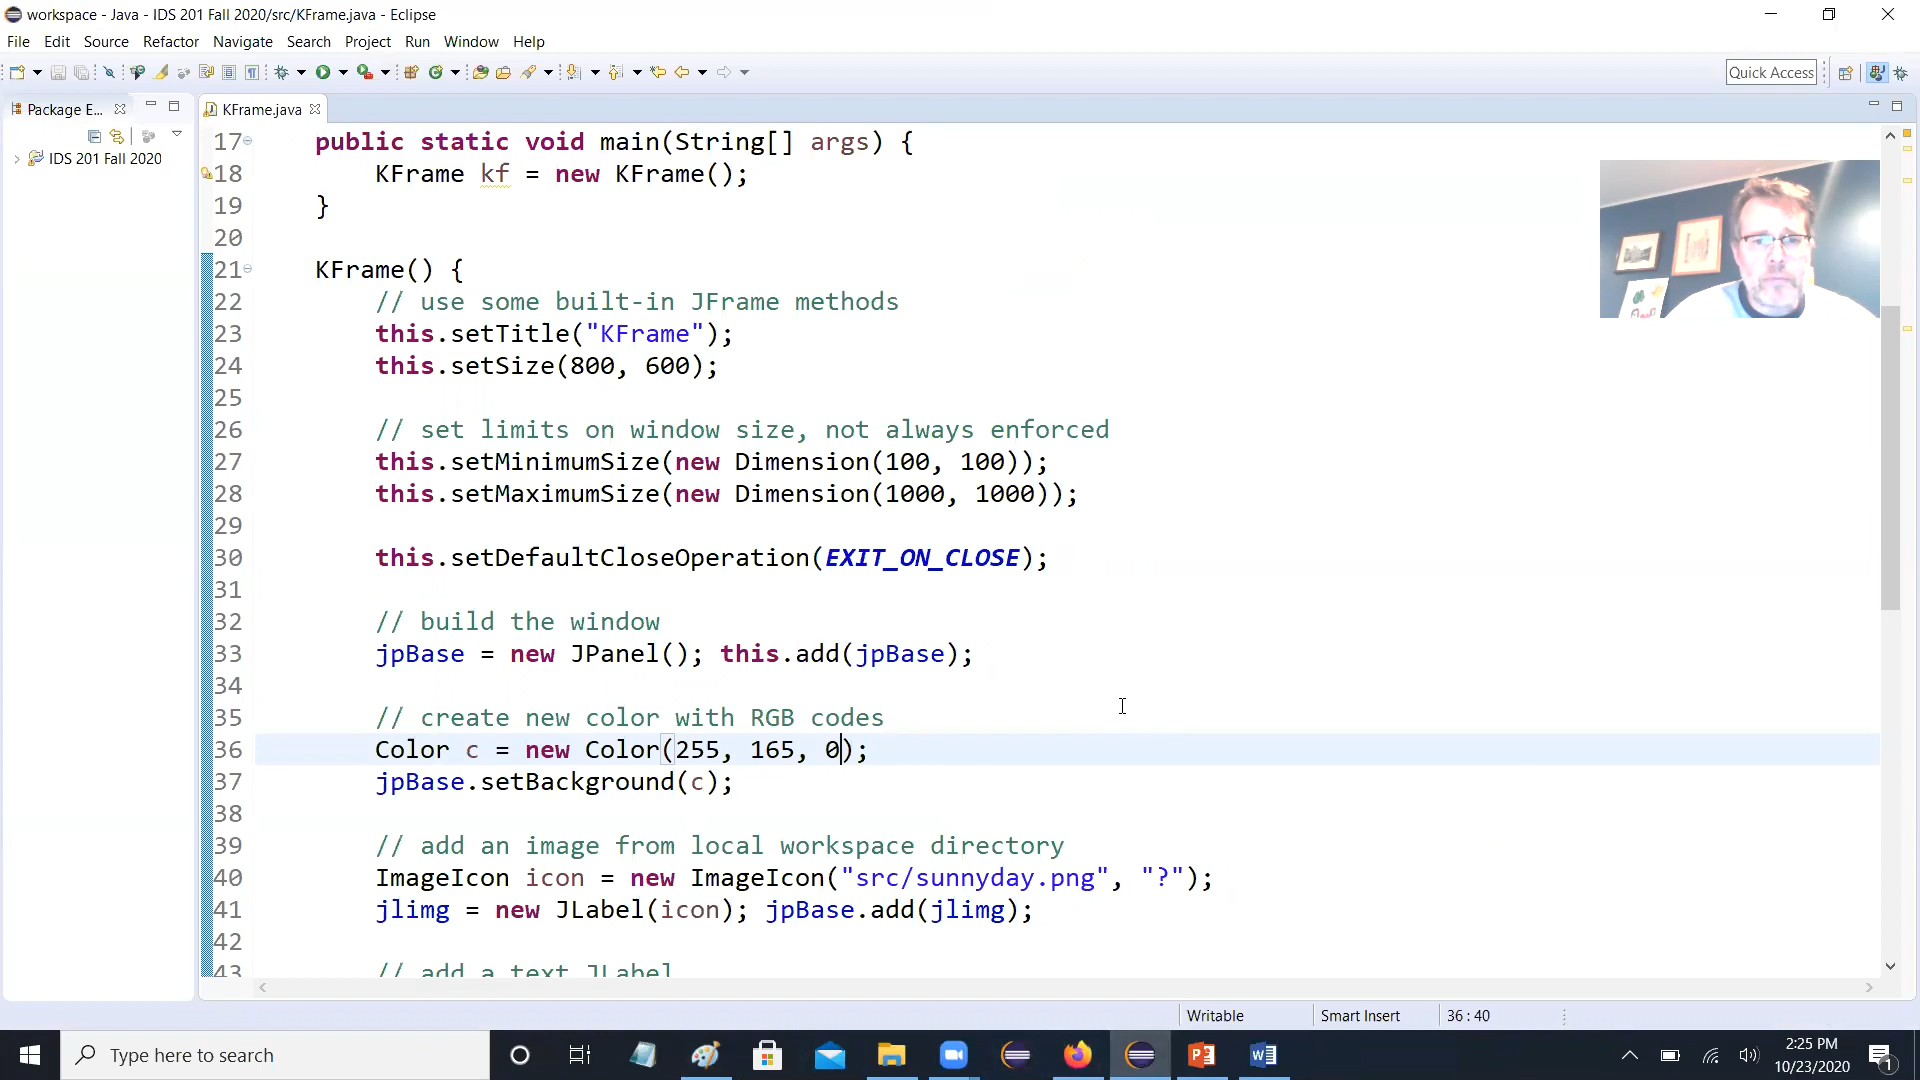 workspace - Java - IDS 201 Fall 2020/src/KFrame.java - Eclipse
File Edit Source Refactor Navigate Search Project Run Window Help
Quick Access
Package E...
KFrame.java
IDS 201 Fall 2020
17 public static void main(String[] args) {
18 KFrame kf = new KFrame();
19 }
20
21 KFrame() {
22 // use some built-in JFrame methods
23 this.setTitle("KFrame");
24 this.setSize(800, 600);
25
26 // set limits on window size, not always enforced
27 this.setMinimumSize(new Dimension(100, 100));
28 this.setMaximumSize(new Dimension(1000, 1000));
29
30 this.setDefaultCloseOperation(EXIT_ON_CLOSE);
31
32 // build the window
33 jpBase = new JPanel(); this.add(jpBase);
34
35 // create new color with RGB codes
36 Color c = new Color(255, 165, 0);
37 jpBase.setBackground(c);
38
39 // add an image from local workspace directory
40 ImageIcon icon = new ImageIcon("src/sunnyday.png", "?");
41 jlimg = new JLabel(icon); jpBase.add(jlimg);
42
43 // add a text JLabel
Writable Smart Insert 36 : 40
Type here to search
2:25 PM
10/23/2020
1